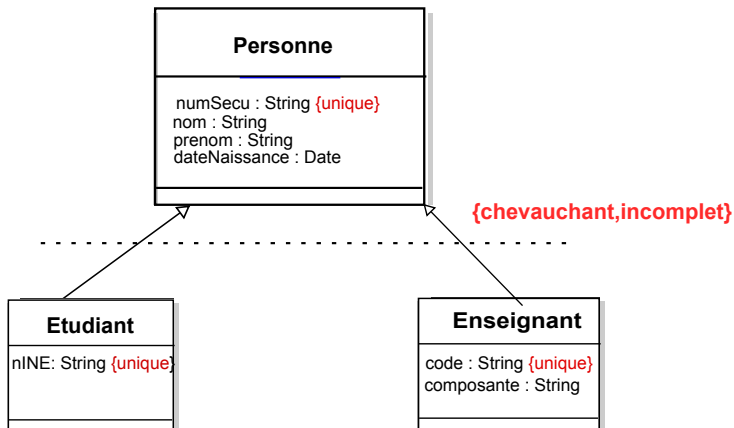 Personne
numSecu : String {unique}
nom : String
prenom : String
dateNaissance : Date
{chevauchant,incomplet}
Etudiant
nINE: String {unique}
Enseignant
code : String {unique}
composante : String